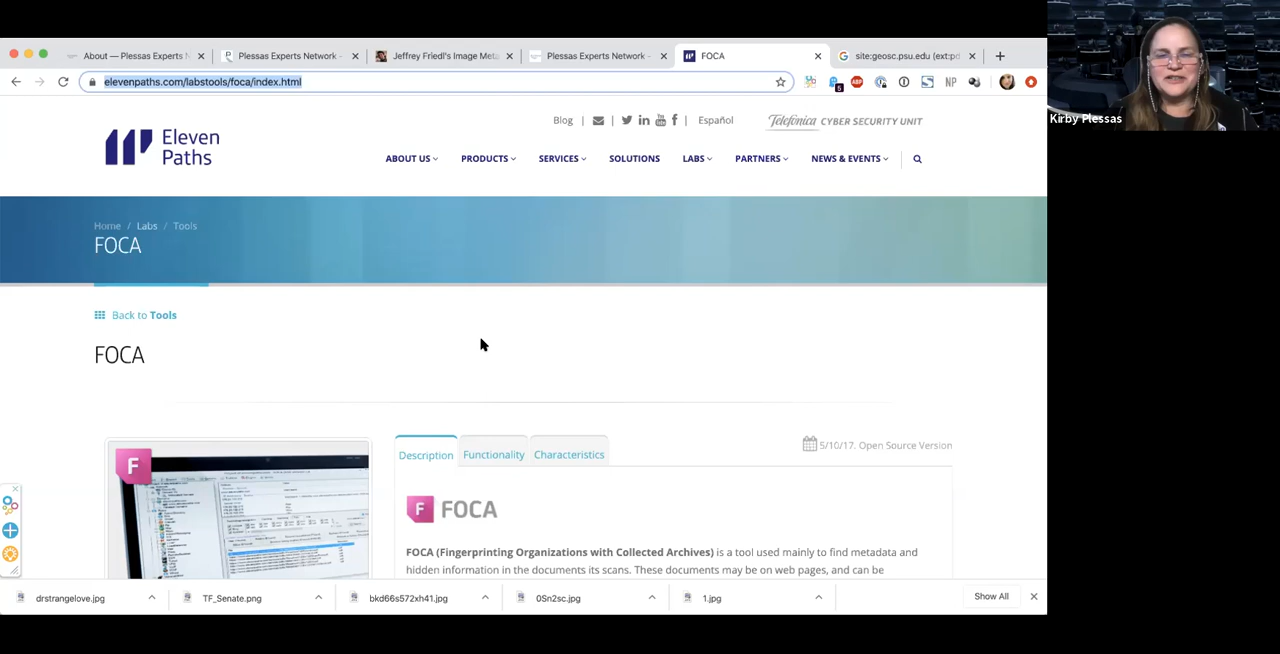 About — Plessas Experts N
Plessas Experts Network -
Jeffrey Friedl's Image Meta
Plessas Experts Network -
FOCA
site:geosc.psu.edu (ext:pd
elevenpaths.com/labstools/foca/index.html
5
ABP
NP
Kirby Plessas
Eleven
Paths
Blog
Español
Telefónica CYBER SECURITY UNIT
ABOUT US
PRODUCTS
SERVICES
SOLUTIONS
LABS
PARTNERS
NEWS & EVENTS
Home / Labs / Tools
FOCA
Back to Tools
FOCA
F
Description
Functionality
Characteristics
5/10/17. Open Source Version
F FOCA
FOCA (Fingerprinting Organizations with Collected Archives) is a tool used mainly to find metadata and
hidden information in the documents its scans. These documents may be on web pages, and can be
drstrangelove.jpg
TF_Senate.png
bkd66s572xh41.jpg
0Sn2sc.jpg
1.jpg
Show All